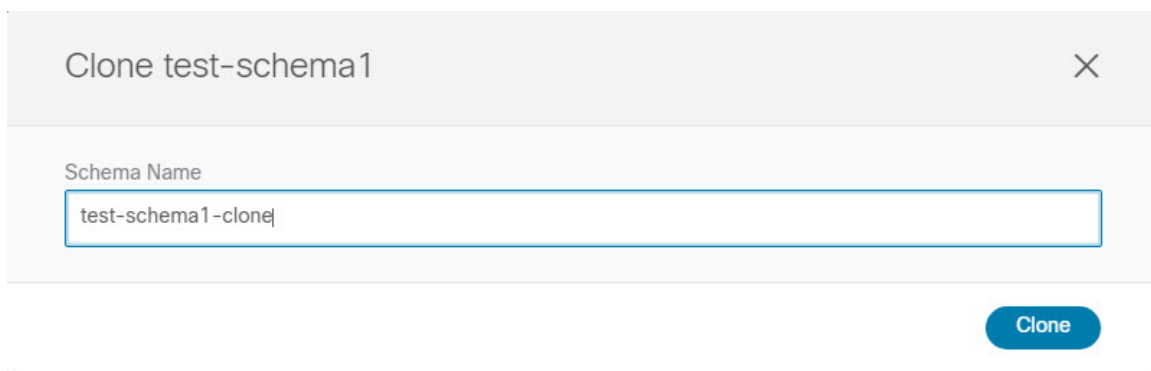 Clone test-schema1
Schema Name
test-schema1-clone
Clone